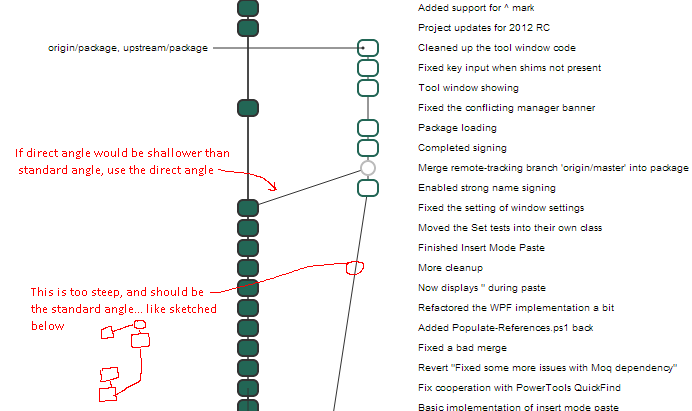 Added support for ^ mark
Project updates for 2012 RC
origin/package, upstream/package
Cleaned up the tool window code
Fixed key input when shims not present
Tool window showing
Fixed the conflicting manager banner
Package loading
Completed signing
If direct angle would be shallower than
standard angle, use the direct angle
Merge remote-tracking branch 'origin/master' into package
Enabled strong name signing
Fixed the setting of window settings
Moved the Set tests into their own class
Finished Insert Mode Paste
More cleanup
This is too steep, and should be
the standard angle... like sketched
below
Now displays " during paste
Refactored the WPF implementation a bit
Added Populate-References.ps1 back
Fixed a bad merge
Revert "Fixed some more issues with Moq dependency"
Fix cooperation with PowerTools QuickFind
Basic implementation of insert mode paste